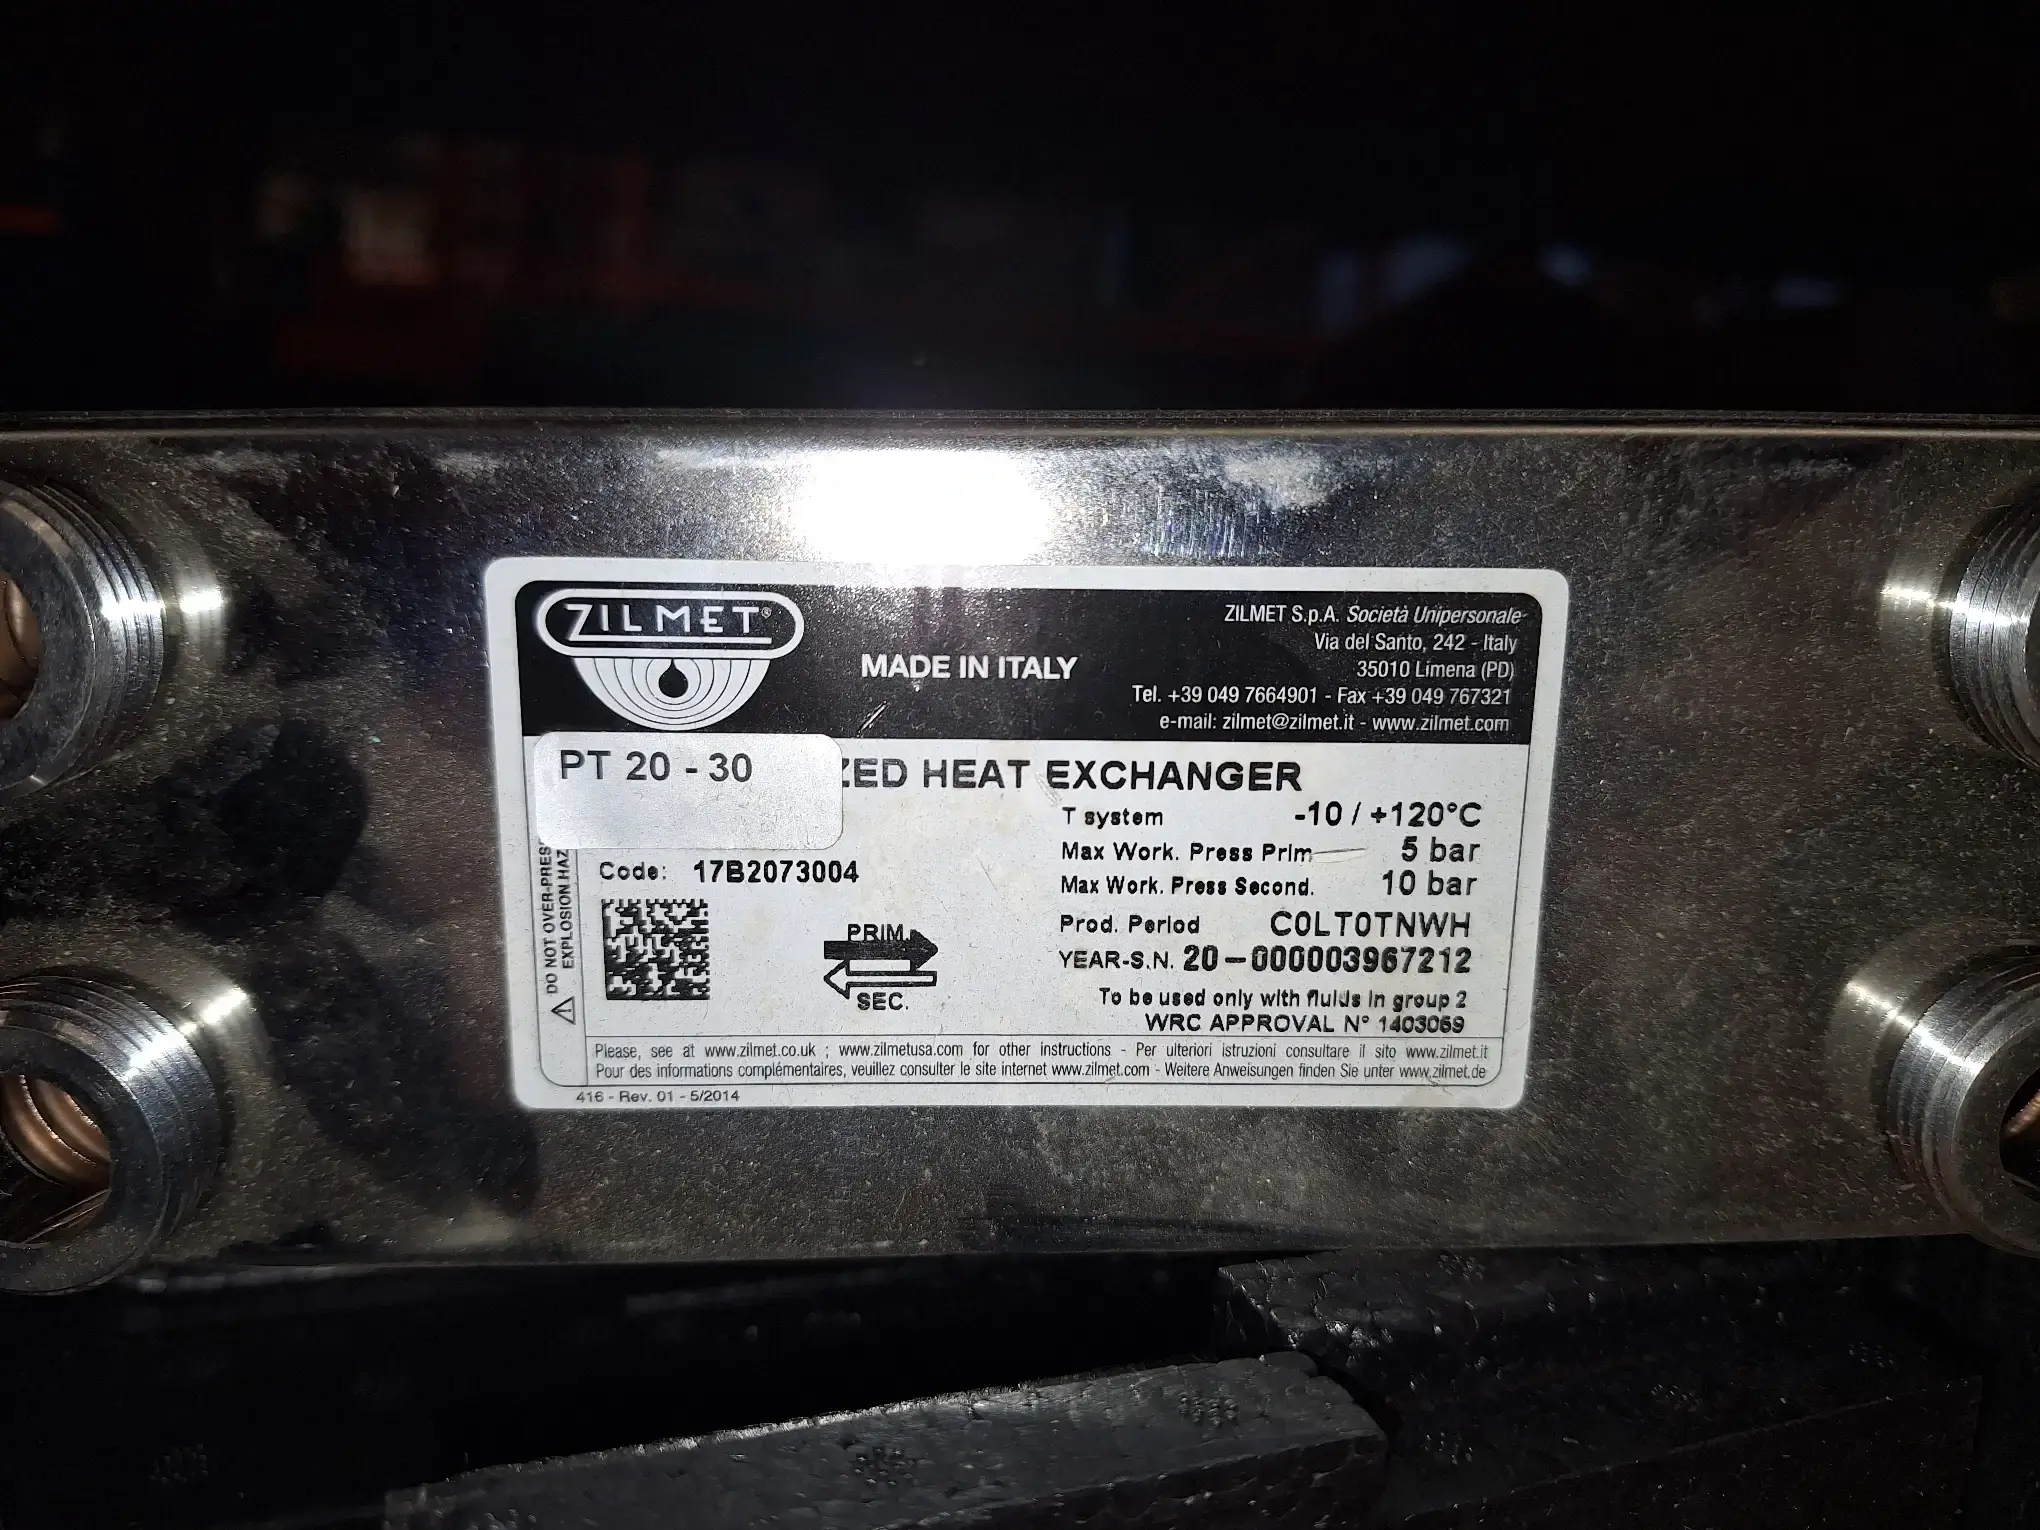 ZILMET®
MADE IN ITALY
ZILMET S.p.A. Società Unipersonale
Via del Santo, 242 - Italy
35010 Limena (PD)
Tel. +39 049 7664901 - Fax +39 049 767321
e-mail: zilmet@zilmet.it - www.zilmet.com
PT 20 - 30
ZED HEAT EXCHANGER
T system -10 / +120°C
Max Work. Press Prim 5 bar
Max Work. Press Second. 10 bar
Code: 17B2073004
Prod. Period C0LT0TNWH
YEAR-S.N. 20-000003967212
PRIM.
SEC.
To be used only with fluids in group 2
WRC APPROVAL N° 1403069
DO NOT OVER-PRESS
EXPLOSION HAZ
Please, see at www.zilmet.co.uk ; www.zilmetusa.com for other instructions - Per ulteriori istruzioni consultare il sito www.zilmet.it
Pour des informations complémentaires, veuillez consulter le site internet www.zilmet.com - Weitere Anweisungen finden Sie unter www.zilmet.de
416 - Rev. 01 - 5/2014